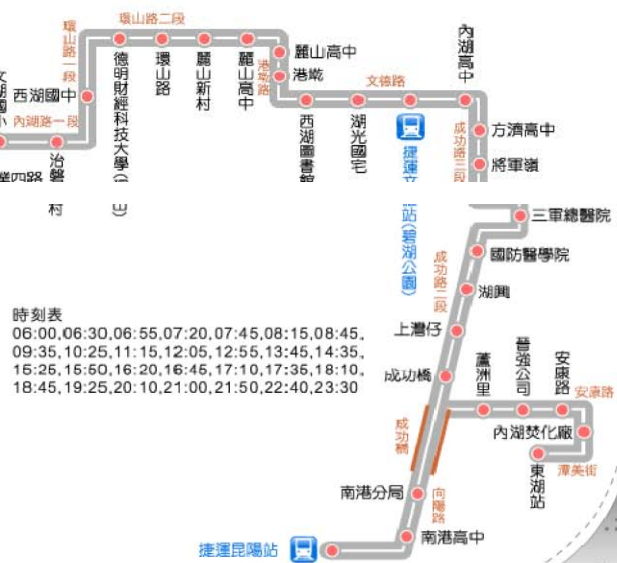 環山路二段
環山路一段
西湖國中
內湖路一段
德明財經科技大學
環山路
麗山新村
麗山高中
港墘路
麗山高中
港墘
文德路
西湖圖書館
湖光國宅
捷運文
內湖高中
成功路三段
方濟高中
將軍嶺
業四路
治磐
村
站(碧湖公園)
三軍總醫院
國防醫學院
成功路二段
湖興
上灣仔
成功橋
蘆洲里
晉強公司
安康路
安康路
內湖焚化廠
東湖站
潭美街
成功橋
向陽路
南港分局
南港高中
捷運昆陽站
時刻表
06:00,06:30,06:55,07:20,07:45,08:15,08:45,
09:35,10:25,11:15,12:05,12:55,13:45,14:35,
15:25,15:50,16:20,16:45,17:10,17:35,18:10,
18:45,19:25,20:10,21:00,21:50,22:40,23:30